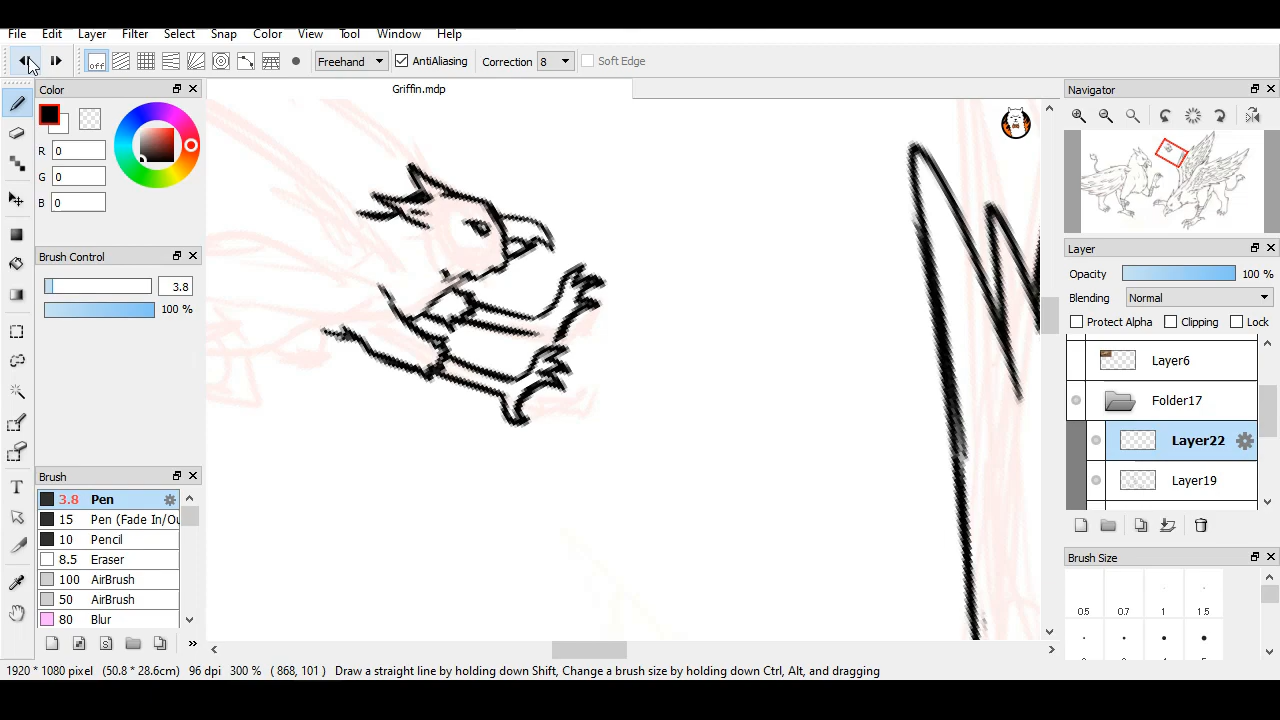 File Edit Layer Filter Select Snap Color View Tool Window Help
off Freehand AntiAliasing Correction 8 Soft Edge
Color
R 0
G 0
B 0
Brush Control
3.8
100 %
Brush
3.8 Pen
15 Pen (Fade In/Ou
10 Pencil
8.5 Eraser
100 AirBrush
50 AirBrush
80 Blur
»
Griffin.mdp
Navigator
Layer
Opacity 100 %
Blending Normal
Protect Alpha Clipping Lock
Layer6
Folder17
Layer22
Layer19
Brush Size
0.5 0.7 1 1.5
1920 * 1080 pixel (50.8 * 28.6cm) 96 dpi 300 % ( 868, 101 ) Draw a straight line by holding down Shift, Change a brush size by holding down Ctrl, Alt, and dragging